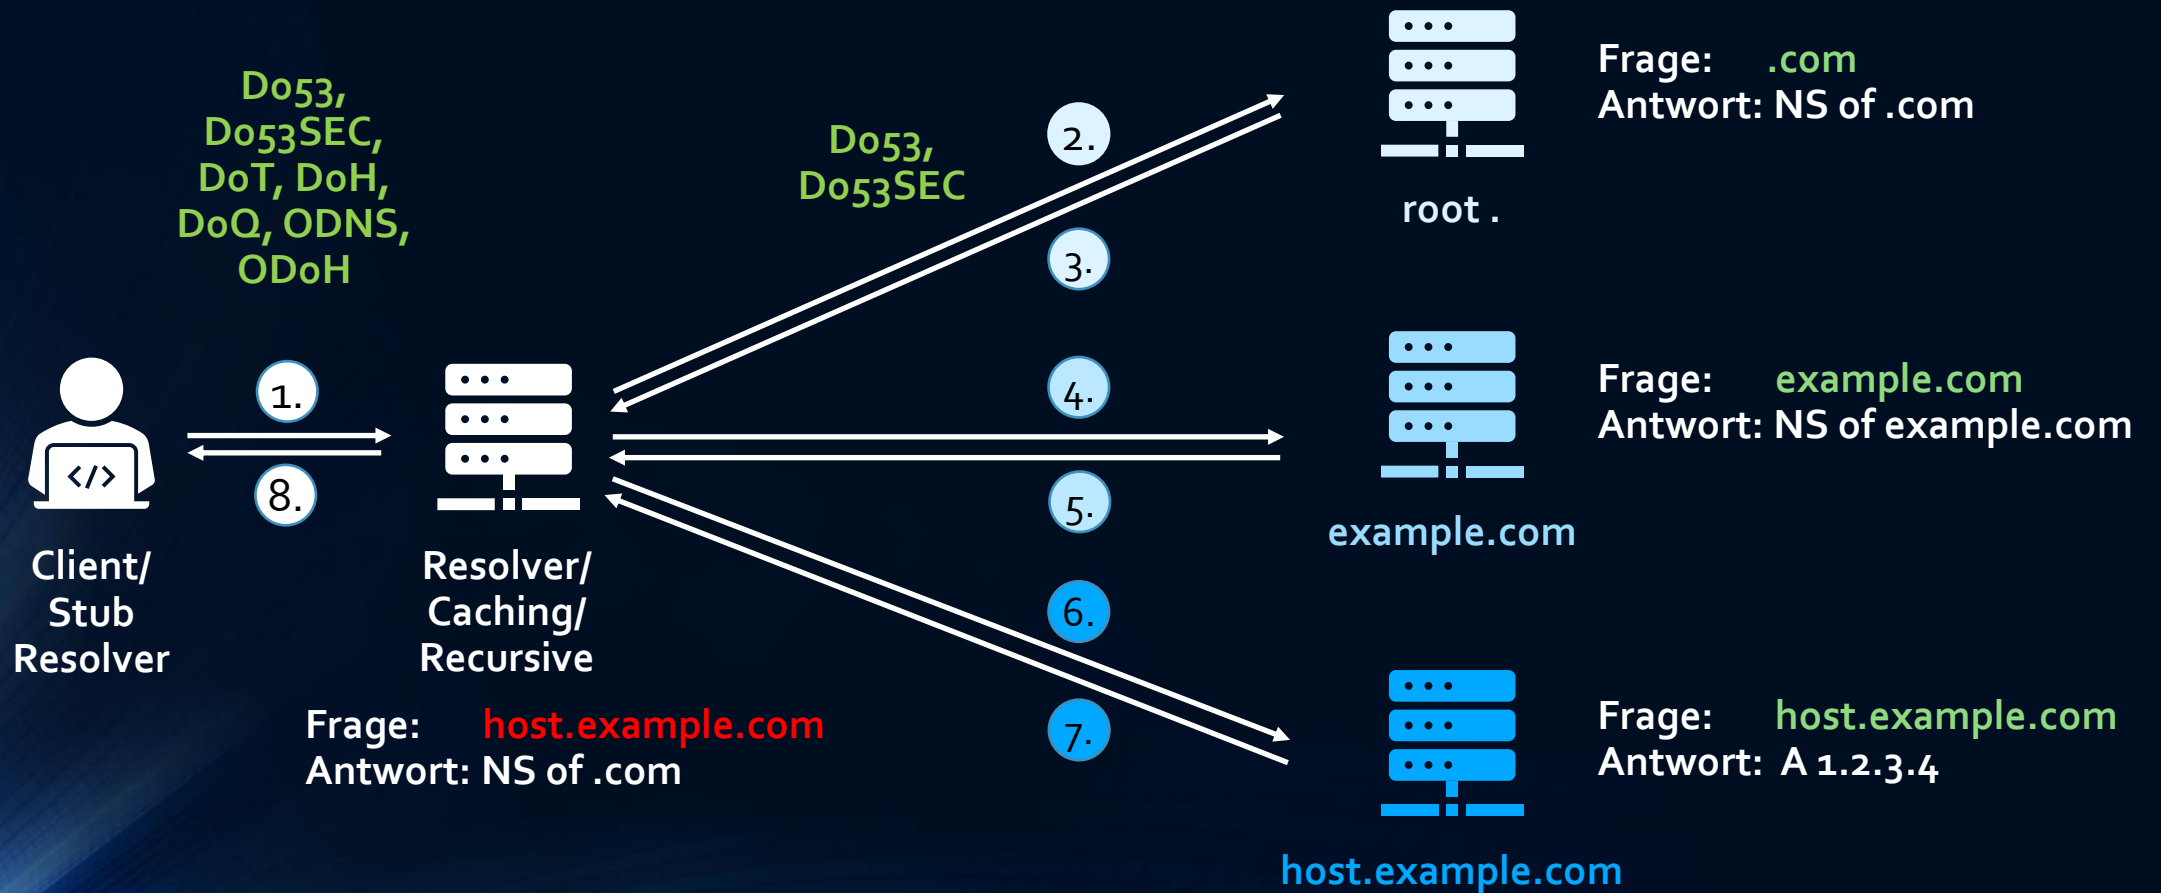 Do53,
Do53SEC,
DoT, DoH,
DoQ, ODNS,
ODoH
Do53,
Do53SEC
2.
3.
root .
Frage: .com
Antwort: NS of .com
1.
8.
Client/
Stub
Resolver
Resolver/
Caching/
Recursive
4.
5.
example.com
Frage: example.com
Antwort: NS of example.com
Frage: host.example.com
Antwort: NS of .com
6.
7.
host.example.com
Frage: host.example.com
Antwort: A 1.2.3.4